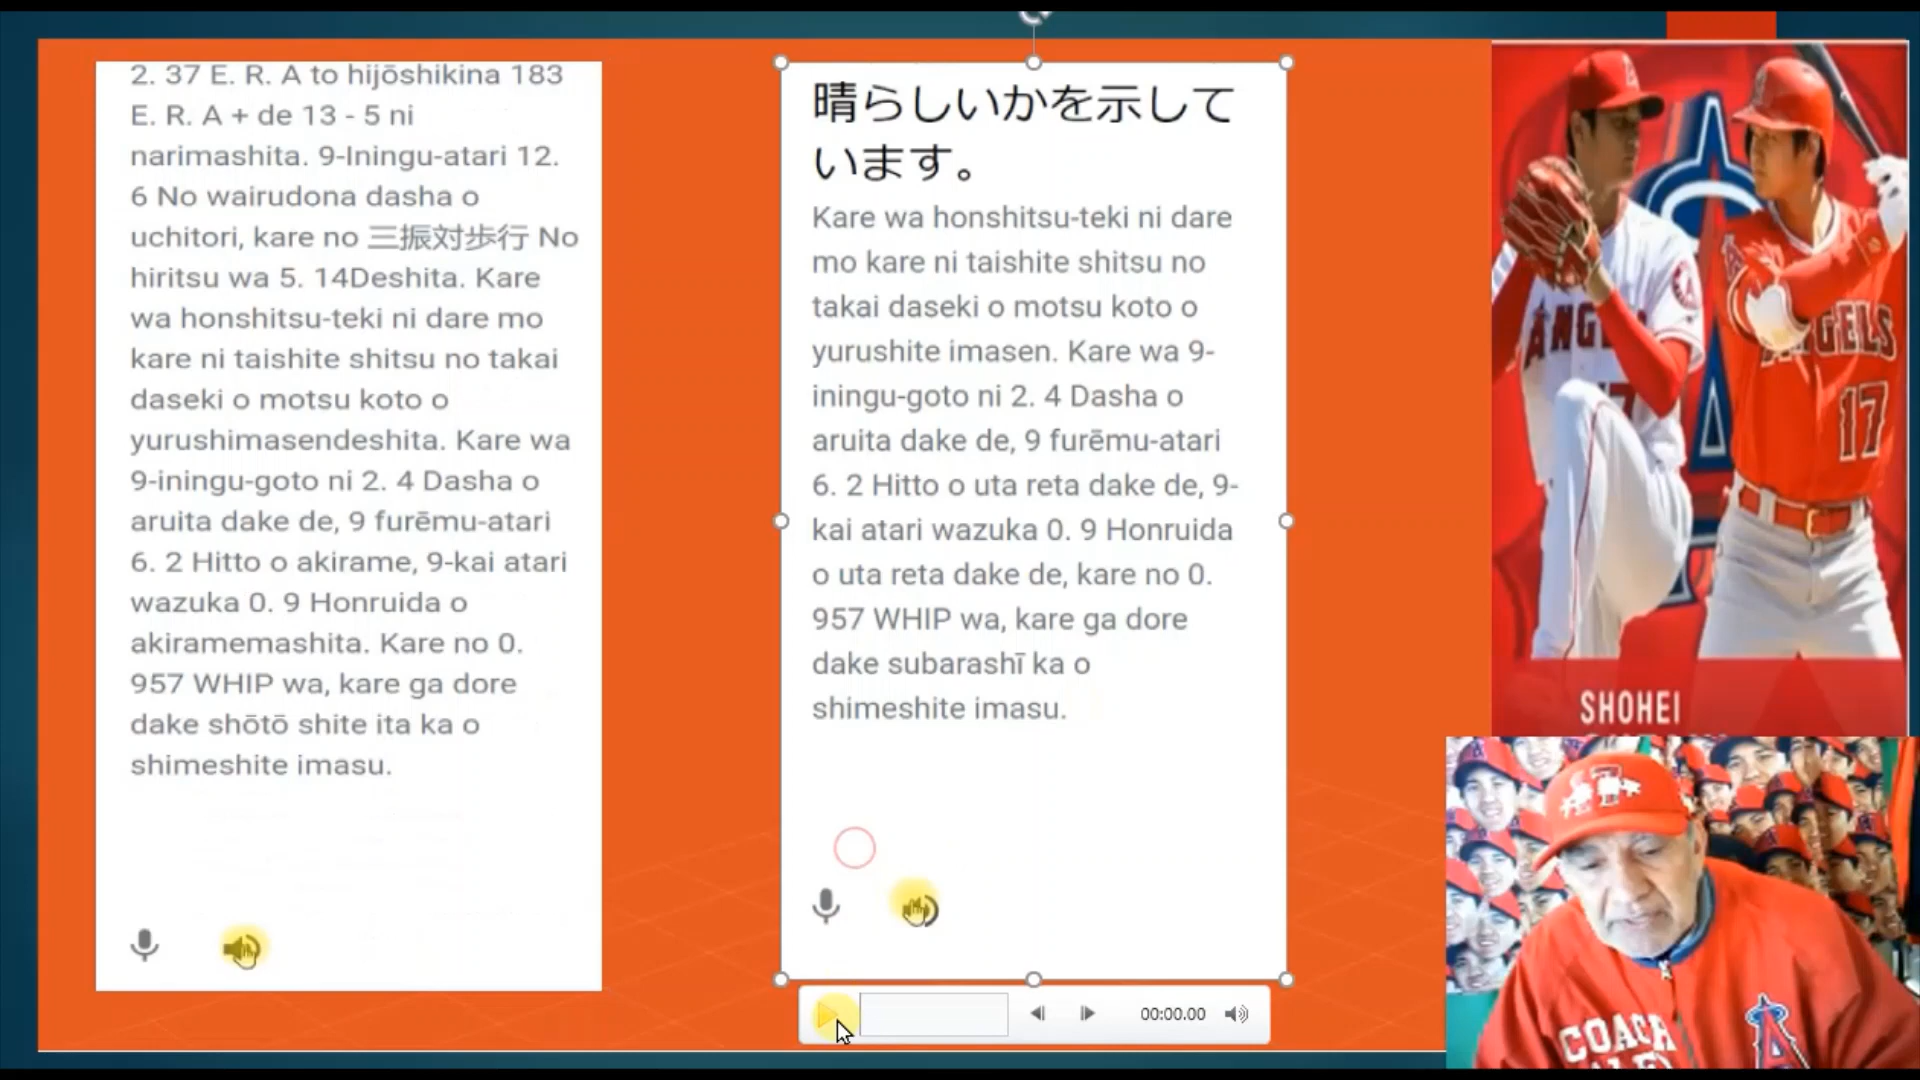 2. 37 E. R. A to hijōshikina 183
E. R. A + de 13 - 5 ni
narimashita. 9-Iningu-atari 12.
6 No wairudona dasha o
uchitori, kare no 三振対歩行 No
hiritsu wa 5. 14Deshita. Kare
wa honshitsu-teki ni dare mo
kare ni taishite shitsu no takai
daseki o motsu koto o
yurushimasendeshita. Kare wa
9-iningu-goto ni 2. 4 Dasha o
aruita dake de, 9 furēmu-atari
6. 2 Hitto o akirame, 9-kai atari
wazuka 0. 9 Honruida o
akiramemashita. Kare no 0.
957 WHIP wa, kare ga dore
dake shōtō shite ita ka o
shimeshite imasu.
晴らしいかを示して
います。
Kare wa honshitsu-teki ni dare
mo kare ni taishite shitsu no
takai daseki o motsu koto o
yurushite imasen. Kare wa 9-
iningu-goto ni 2. 4 Dasha o
aruita dake de, 9 furēmu-atari
6. 2 Hitto o uta reta dake de, 9-
kai atari wazuka 0. 9 Honruida
o uta reta dake de, kare no 0.
957 WHIP wa, kare ga dore
dake subarashī ka o
shimeshite imasu.
00:00.00
ANGELS
17
SHOHEI
COACH